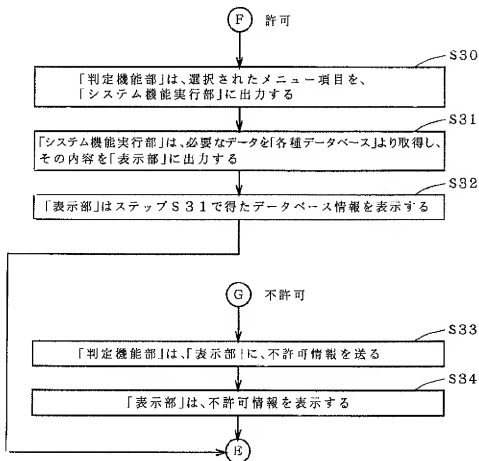 F 許可
S30
「判定機能部」は、選択されたメニュー項目を、
「システム機能実行部」に出力する
S31
「システム機能実行部」は、必要なデータを「各種データベース」より取得し、
その内容を「表示部」に出力する
S32
「表示部」はステップS31で得たデータベース情報を表示する
G 不許可
S33
「判定機能部」は、「表示部」に、不許可情報を送る
S34
「表示部」は、不許可情報を表示する
E